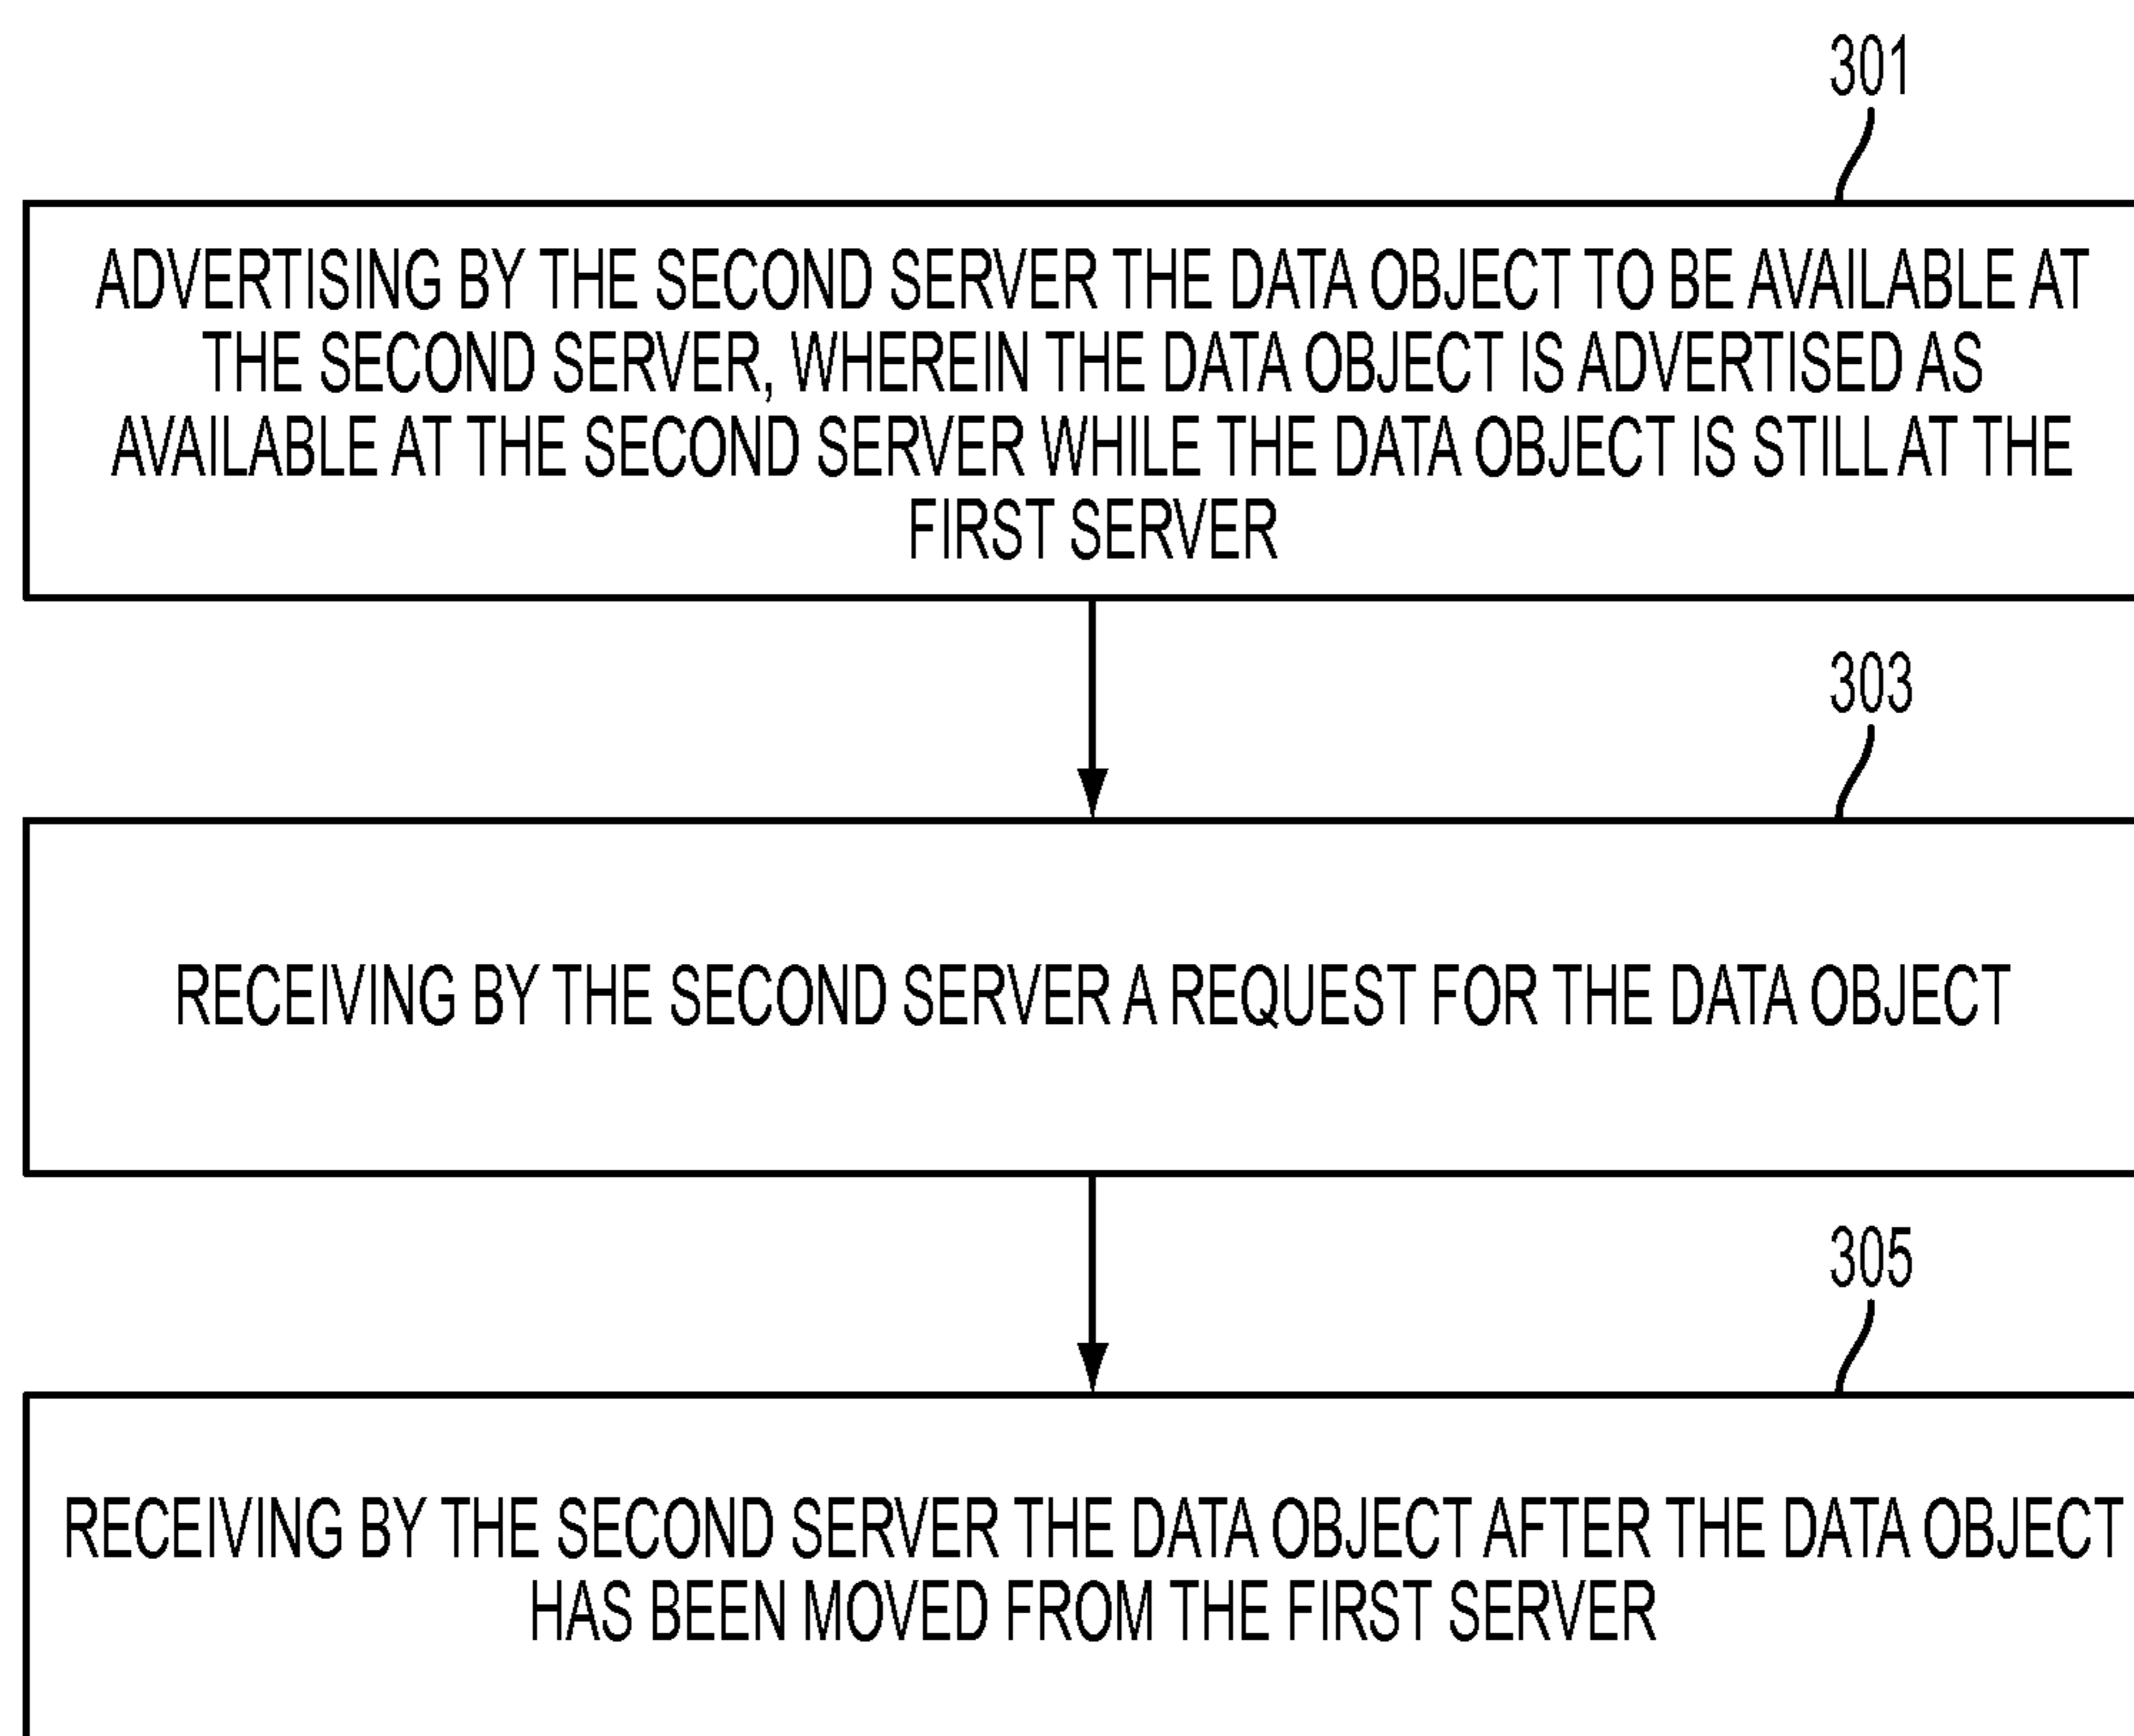 301
ADVERTISING BY THE SECOND SERVER THE DATA OBJECT TO BE AVAILABLE AT
THE SECOND SERVER, WHEREIN THE DATA OBJECT IS ADVERTISED AS
AVAILABLE AT THE SECOND SERVER WHILE THE DATA OBJECT IS STILL AT THE
FIRST SERVER
303
RECEIVING BY THE SECOND SERVER A REQUEST FOR THE DATA OBJECT
305
RECEIVING BY THE SECOND SERVER THE DATA OBJECT AFTER THE DATA OBJECT
HAS BEEN MOVED FROM THE FIRST SERVER